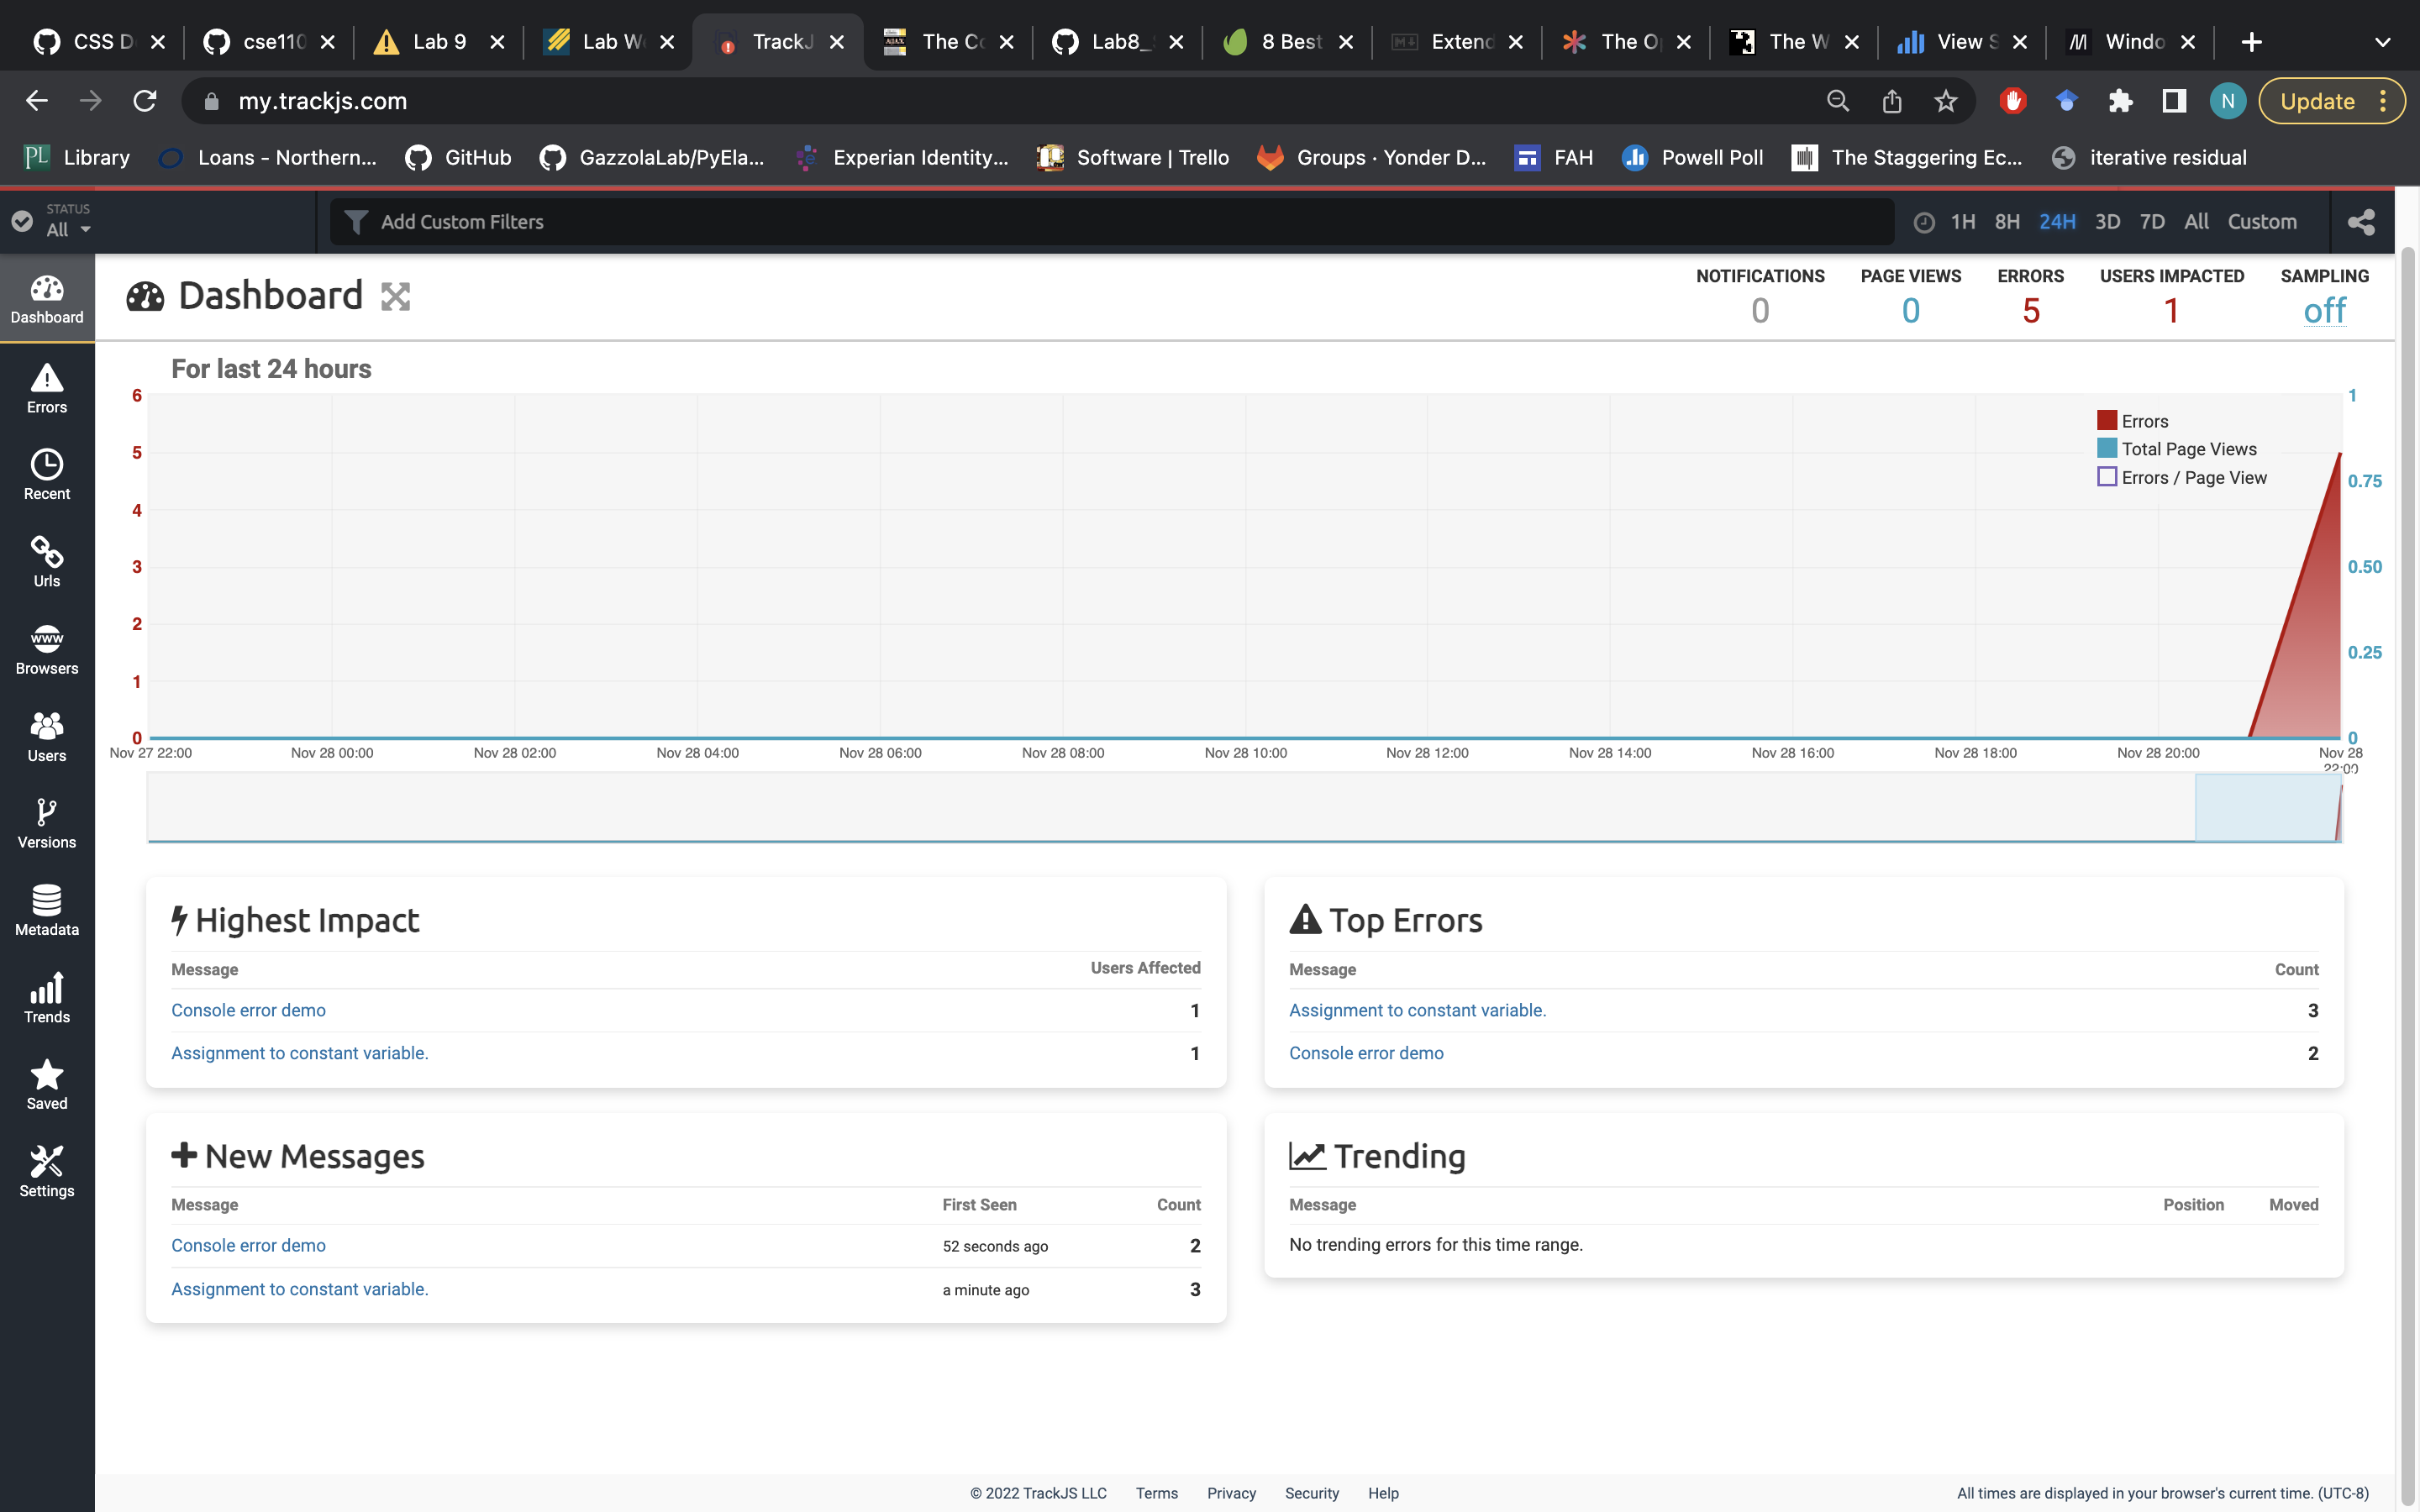 CSS D cse110 Lab 9 Lab W TrackJ The Co Lab8_ 8 Best Extend The O The W View S Windo
my.trackjs.com N Update
PL Library Loans - Northern... GitHub GazzolaLab/PyEla... Experian Identity... Software | Trello Groups · Yonder D... FAH Powell Poll The Staggering Ec... iterative residual
STATUS
All Add Custom Filters 1H 8H 24H 3D 7D All Custom
Dashboard
Errors
Recent
Urls
www
Browsers
Users
Versions
Metadata
Trends
Saved
Settings
Dashboard
NOTIFICATIONS PAGE VIEWS ERRORS USERS IMPACTED SAMPLING
0 0 5 1 off
For last 24 hours
6 1
Errors
5 Total Page Views
Errors / Page View 0.75
4
3 0.50
2
0.25
1
0 0
Nov 27 22:00 Nov 28 00:00 Nov 28 02:00 Nov 28 04:00 Nov 28 06:00 Nov 28 08:00 Nov 28 10:00 Nov 28 12:00 Nov 28 14:00 Nov 28 16:00 Nov 28 18:00 Nov 28 20:00 Nov 28
22:00
Highest Impact
Message Users Affected
Console error demo 1
Assignment to constant variable. 1
Top Errors
Message Count
Assignment to constant variable. 3
Console error demo 2
New Messages
Message First Seen Count
Console error demo 52 seconds ago 2
Assignment to constant variable. a minute ago 3
Trending
Message Position Moved
No trending errors for this time range.
© 2022 TrackJS LLC Terms Privacy Security Help All times are displayed in your browser's current time. (UTC-8)